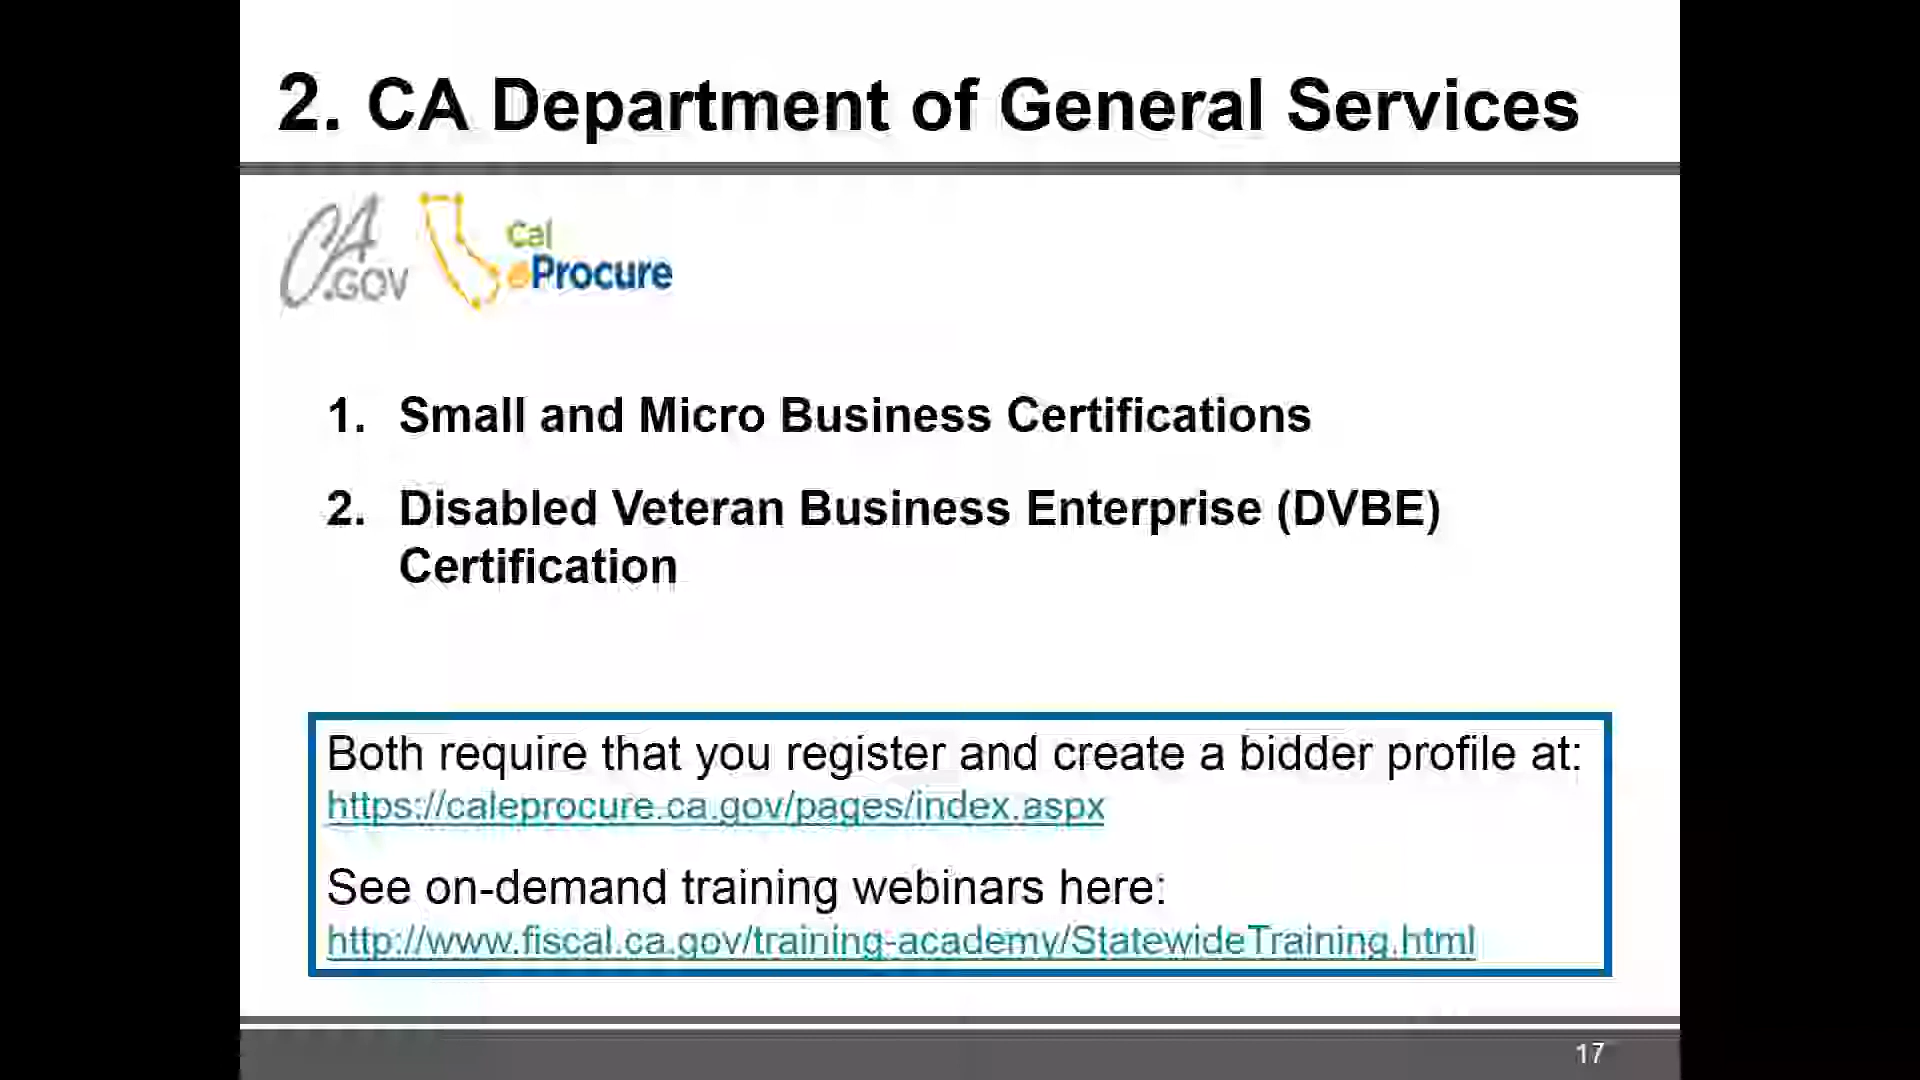 2. CA Department of General Services
CA
.GOV
Cal
eProcure
1. Small and Micro Business Certifications
2. Disabled Veteran Business Enterprise (DVBE)
Certification
Both require that you register and create a bidder profile at:
https://caleprocure.ca.gov/pages/index.aspx
See on-demand training webinars here:
http://www.fiscal.ca.gov/training-academy/StatewideTraining.html
17